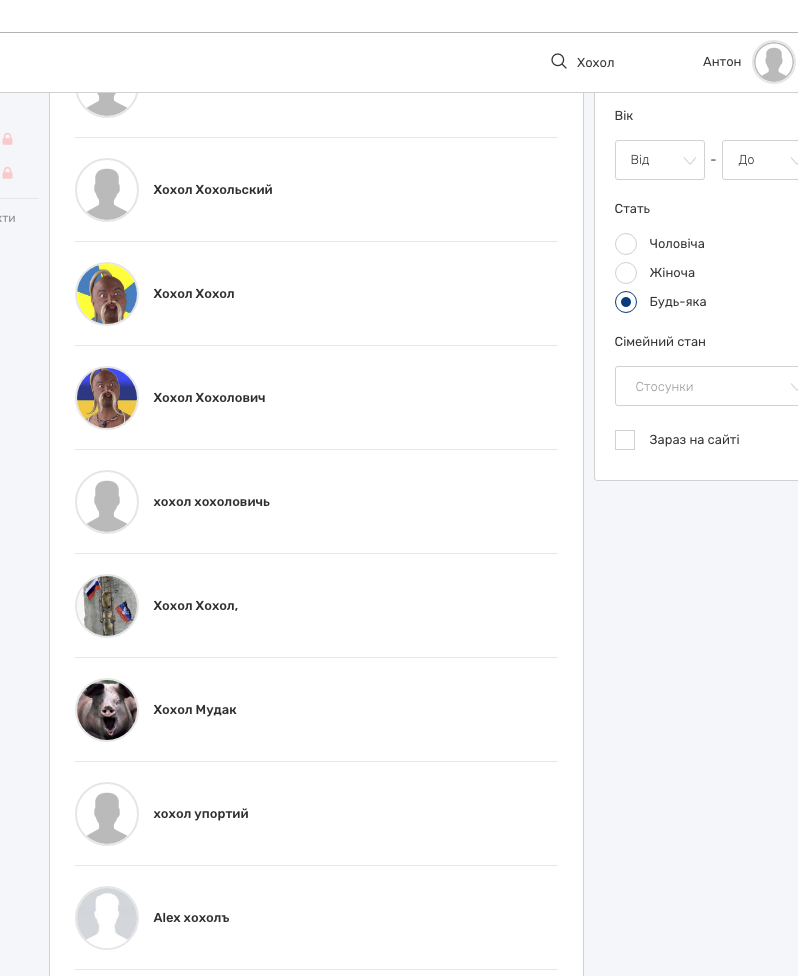 Хохол
Антон
кти
Хохол Хохольский
Хохол Хохол
Хохол Хохолович
хохол хохоловичь
Хохол Хохол,
Хохол Мудак
хохол упортий
Alex хохолъ
Вік
Від - До
Стать
Чоловіча
Жіноча
Будь-яка
Сімейний стан
Стосунки
Зараз на сайті